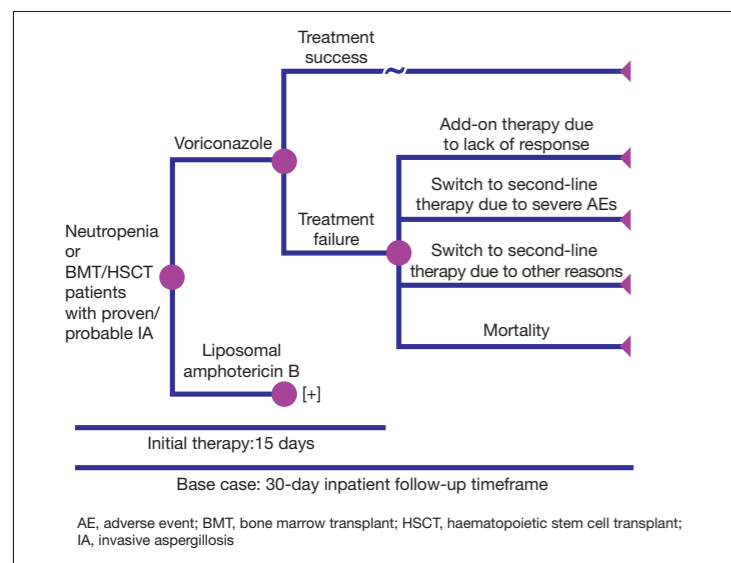 Treatment
success
Voriconazole
Add-on therapy due
to lack of response
Switch to second-line
therapy due to severe AEs
Treatment
failure
Switch to second-line
therapy due to other reasons
Neutropenia
or
BMT/HSCT
patients
with proven/
probable IA
Mortality
Liposomal
amphotericin B
[+]
Initial therapy:15 days
Base case: 30-day inpatient follow-up timeframe
AE, adverse event; BMT, bone marrow transplant; HSCT, haematopoietic stem cell transplant;
IA, invasive aspergillosis